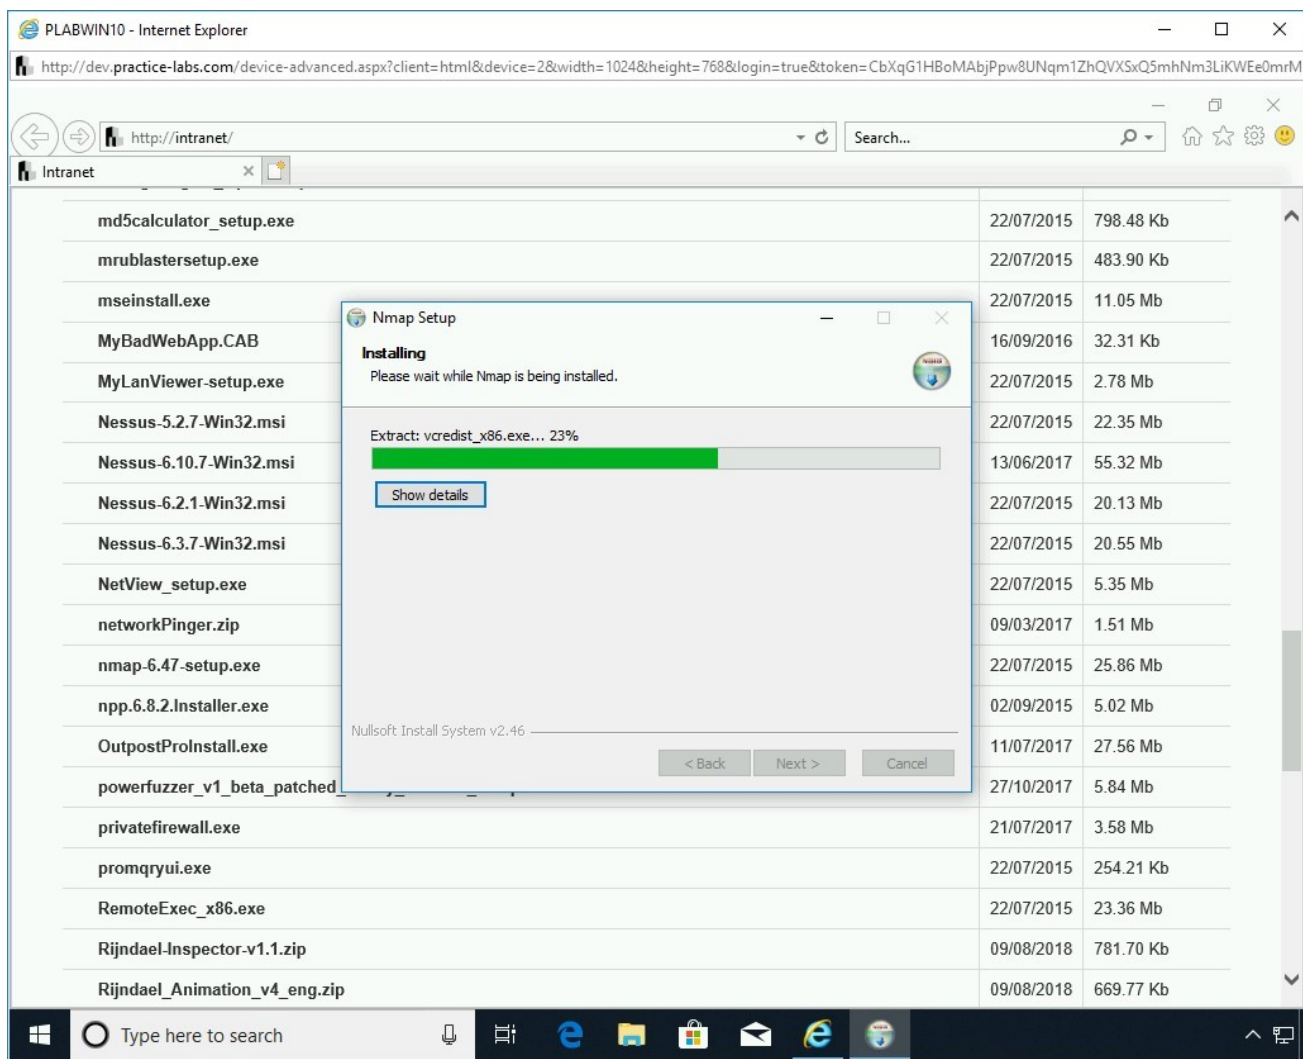 PLABWIN10 - Internet Explorer
http://dev.practice-labs.com/device-advanced.aspx?client=html&device=2&width=1024&height=768&login=true&token=CbXqG1HBoMAbjPpw8UNqm1ZhQVXSxQ5mhNm3LiKWEe0mrM
http://intranet/
Search...
Intranet
md5calculator_setup.exe 22/07/2015 798.48 Kb
mrublastersetup.exe 22/07/2015 483.90 Kb
mseinstall.exe 22/07/2015 11.05 Mb
MyBadWebApp.CAB 16/09/2016 32.31 Kb
MyLanViewer-setup.exe 22/07/2015 2.78 Mb
Nessus-5.2.7-Win32.msi 22/07/2015 22.35 Mb
Nessus-6.10.7-Win32.msi 13/06/2017 55.32 Mb
Nessus-6.2.1-Win32.msi 22/07/2015 20.13 Mb
Nessus-6.3.7-Win32.msi 22/07/2015 20.55 Mb
NetView_setup.exe 22/07/2015 5.35 Mb
networkPinger.zip 09/03/2017 1.51 Mb
nmap-6.47-setup.exe 22/07/2015 25.86 Mb
npp.6.8.2.Installer.exe 02/09/2015 5.02 Mb
OutpostProInstall.exe 11/07/2017 27.56 Mb
powerfuzzer_v1_beta_patched_ 27/10/2017 5.84 Mb
privatefirewall.exe 21/07/2017 3.58 Mb
promqryui.exe 22/07/2015 254.21 Kb
RemoteExec_x86.exe 22/07/2015 23.36 Mb
Rijndael-Inspector-v1.1.zip 09/08/2018 781.70 Kb
Rijndael_Animation_v4_eng.zip 09/08/2018 669.77 Kb
Nmap Setup
Installing
Please wait while Nmap is being installed.
Extract: vcredist_x86.exe... 23%
Show details
Nullsoft Install System v2.46
< Back Next > Cancel
Type here to search